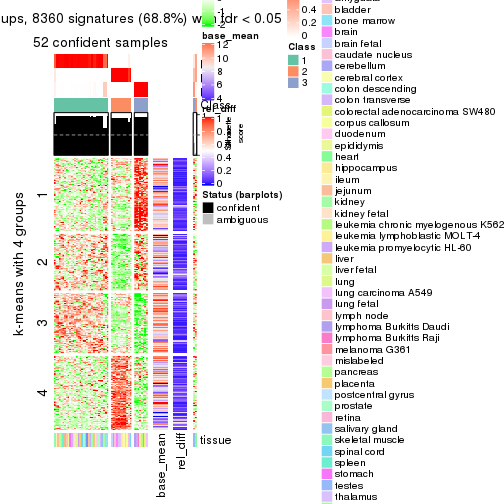 ups, 8360 signatures (68.8%) with fdr < 0.05
52 confident samples
k-means with 4 groups
1
2
3
4
base_mean
rel_diff
tissue
-2
base_mean
12
10
8
6
4
rel_diff
1
0.8
0.6
0.4
0.2
0
Silhouette
score
Class
Status (barplots)
confident
ambiguous
0.4
0.2
0
Class
1
2
3
bladder
bone marrow
brain
brain fetal
caudate nucleus
cerebellum
cerebral cortex
colon descending
colon transverse
colorectal adenocarcinoma SW480
corpus callosum
duodenum
epididymis
heart
hippocampus
ileum
jejunum
kidney
kidney fetal
leukemia chronic myelogenous K562
leukemia lymphoblastic MOLT-4
leukemia promyelocytic HL-60
liver
liver fetal
lung
lung carcinoma A549
lung fetal
lymph node
lymphoma Burkitts Daudi
lymphoma Burkitts Raji
melanoma G361
mislabeled
pancreas
placenta
postcentral gyrus
prostate
retina
salivary gland
skeletal muscle
spinal cord
spleen
stomach
testes
thalamus